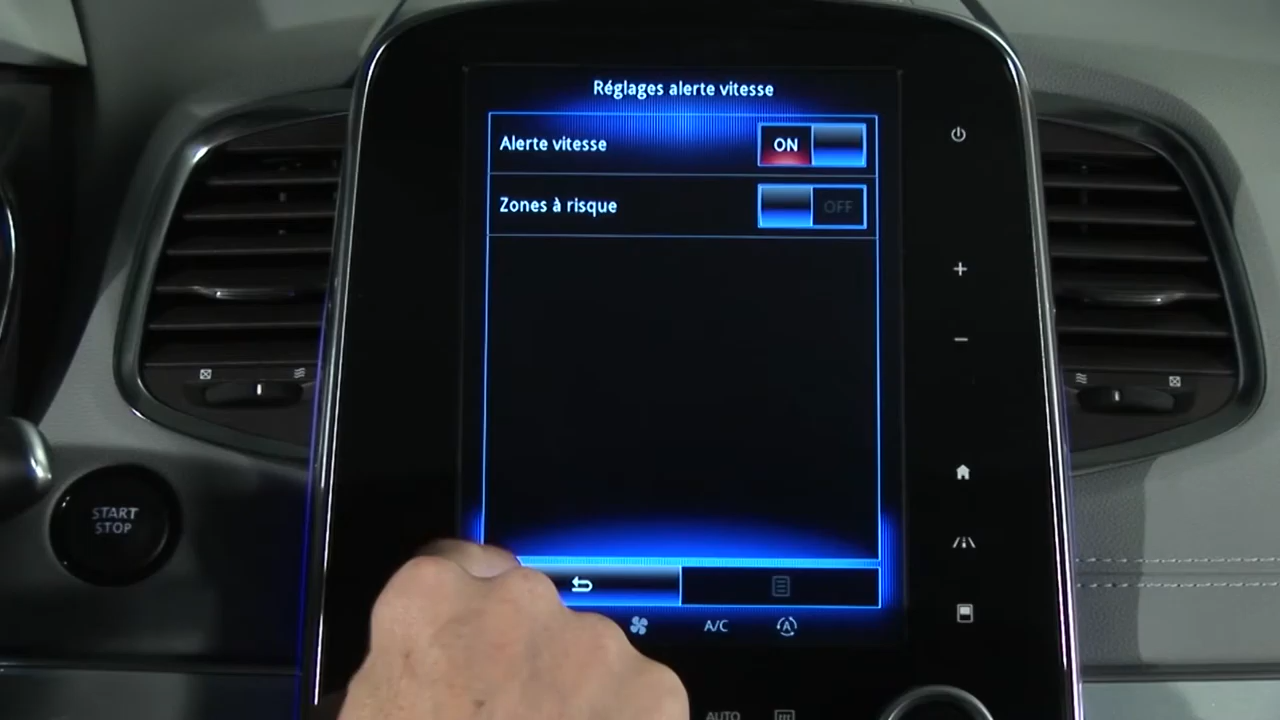 Réglages alerte vitesse
Alerte vitesse ON
Zones à risque OFF
START
STOP
A/C
A
AUTO